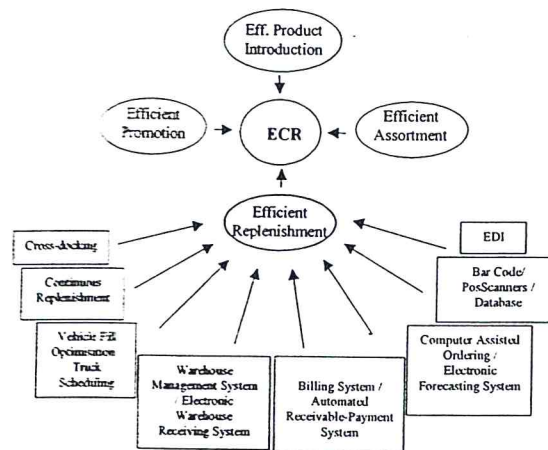 Eff. Product
Introduction
Efficient
Promotion
ECR
Efficient
Assortment
Efficient
Replenishment
Cross-docking
EDI
Continuous
Replenishment
Bar Code/
PosScanners /
Database
Vehicle Fill
Optimisation
Truck
Scheduling
Computer Assisted
Ordering /
Electronic
Forecasting System
Warehouse
Management System
/ Electronic
Warehouse
Receiving System
Billing System /
Automated
Receivable-Payment
System